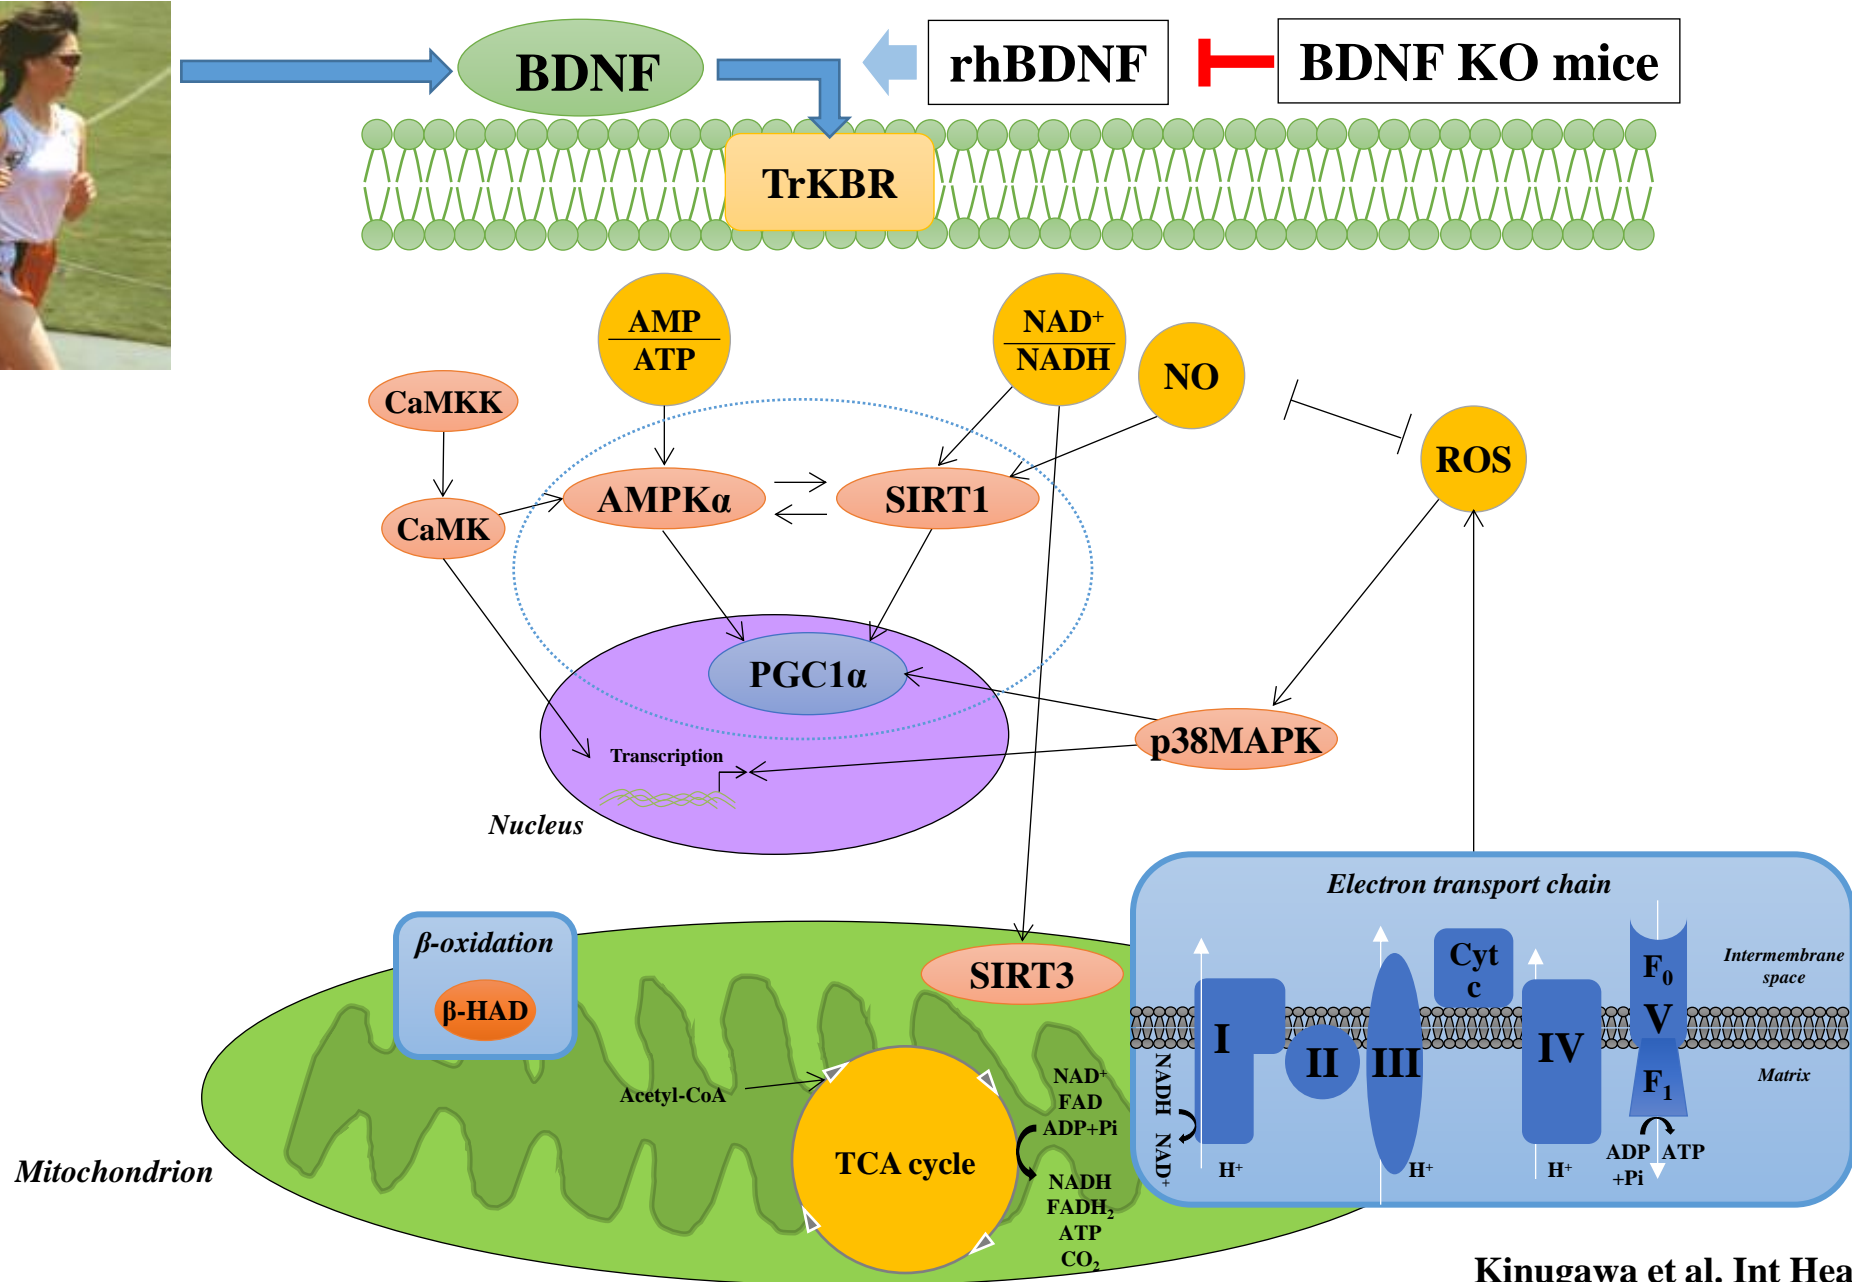 BDNF
rhBDNF
BDNF KO mice
TrKBR
AMP
ATP
NAD⁺
NADH
NO
CaMKK
ROS
CaMK
AMPKα
SIRT1
PGC1α
p38MAPK
Transcription
Nucleus
Electron transport chain
β-oxidation
β-HAD
SIRT3
Cyt
c
F₀
Intermembrane
space
I
II
III
IV
V
F₁
Matrix
NADH
NAD⁺
H⁺
H⁺
H⁺
ADP
+Pi
ATP
Acetyl-CoA
TCA cycle
NAD⁺
FAD
ADP+Pi
NADH
FADH₂
ATP
CO₂
Mitochondrion
Kinugawa et al. Int Hea